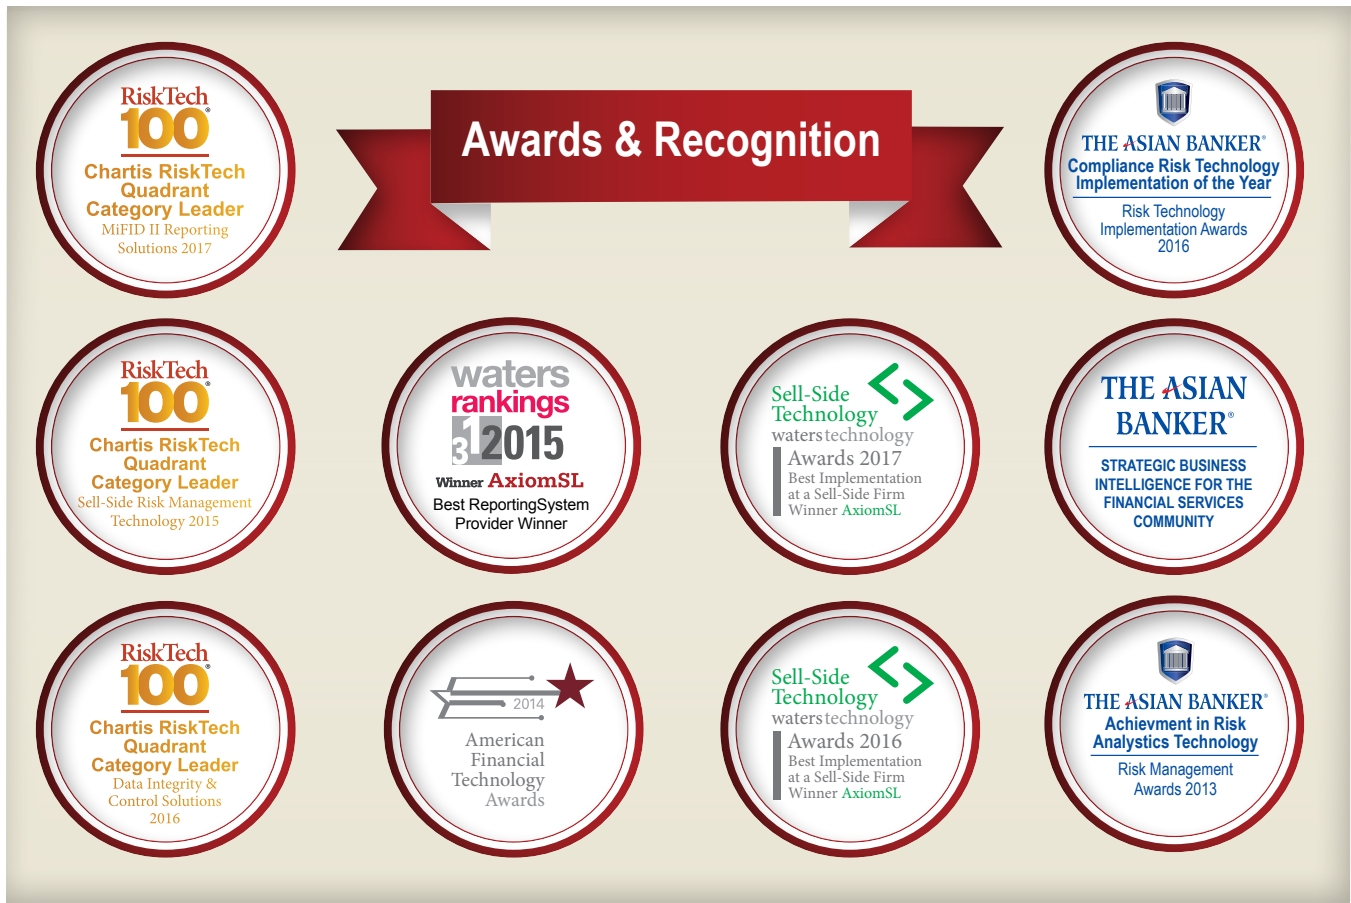 Awards & Recognition
RiskTech
100®
Chartis RiskTech
Quadrant
Category Leader
MiFID II Reporting
Solutions 2017
THE ASIAN BANKER®
Compliance Risk Technology
Implementation of the Year
Risk Technology
Implementation Awards
2016
RiskTech
100®
Chartis RiskTech
Quadrant
Category Leader
Sell-Side Risk Management
Technology 2015
waters
rankings
312015
Winner AxiomSL
Best ReportingSystem
Provider Winner
Sell-Side
Technology
waterstechnology
Awards 2017
Best Implementation
at a Sell-Side Firm
Winner AxiomSL
THE ASIAN
BANKER®
STRATEGIC BUSINESS
INTELLIGENCE FOR THE
FINANCIAL SERVICES
COMMUNITY
RiskTech
100®
Chartis RiskTech
Quadrant
Category Leader
Data Integrity &
Control Solutions
2016
2014
American
Financial
Technology
Awards
Sell-Side
Technology
waterstechnology
Awards 2016
Best Implementation
at a Sell-Side Firm
Winner AxiomSL
THE ASIAN BANKER®
Achievment in Risk
Analystics Technology
Risk Management
Awards 2013